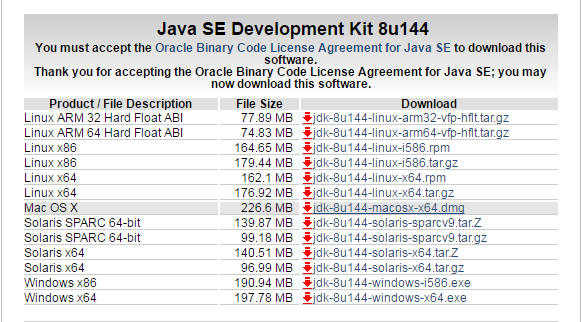 Java SE Development Kit 8u144
You must accept the Oracle Binary Code License Agreement for Java SE to download this
software.
Thank you for accepting the Oracle Binary Code License Agreement for Java SE; you may
now download this software.
Product / File Description File Size Download
Linux ARM 32 Hard Float ABI 77.89 MB jdk-8u144-linux-arm32-vfp-hflt.tar.gz
Linux ARM 64 Hard Float ABI 74.83 MB jdk-8u144-linux-arm64-vfp-hflt.tar.gz
Linux x86 164.65 MB jdk-8u144-linux-i586.rpm
Linux x86 179.44 MB jdk-8u144-linux-i586.tar.gz
Linux x64 162.1 MB jdk-8u144-linux-x64.rpm
Linux x64 176.92 MB jdk-8u144-linux-x64.tar.gz
Mac OS X 226.6 MB jdk-8u144-macosx-x64.dmg
Solaris SPARC 64-bit 139.87 MB jdk-8u144-solaris-sparcv9.tar.Z
Solaris SPARC 64-bit 99.18 MB jdk-8u144-solaris-sparcv9.tar.gz
Solaris x64 140.51 MB jdk-8u144-solaris-x64.tar.Z
Solaris x64 96.99 MB jdk-8u144-solaris-x64.tar.gz
Windows x86 190.94 MB jdk-8u144-windows-i586.exe
Windows x64 197.78 MB jdk-8u144-windows-x64.exe